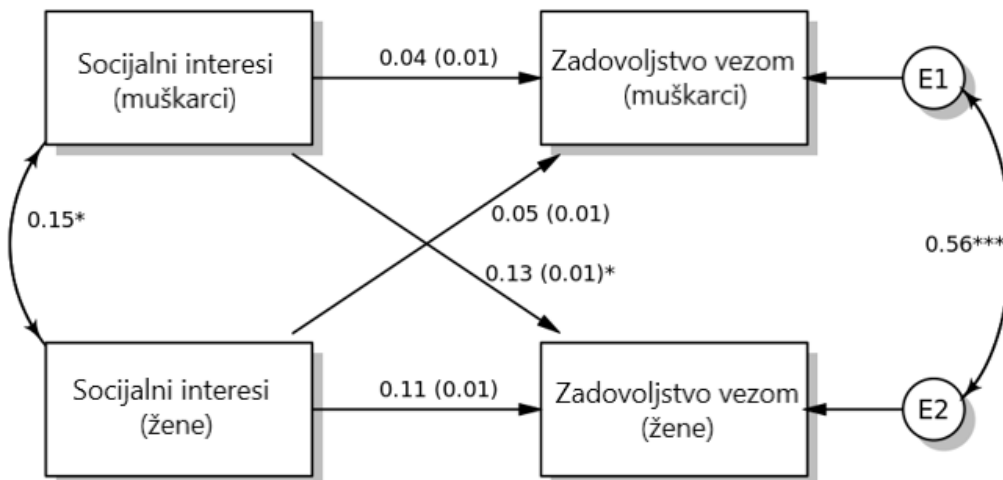 Socijalni interesi
(muškarci)
0.04 (0.01)
Zadovoljstvo vezom
(muškarci)
E1
0.15*
0.05 (0.01)
0.13 (0.01)*
0.56***
Socijalni interesi
(žene)
0.11 (0.01)
Zadovoljstvo vezom
(žene)
E2